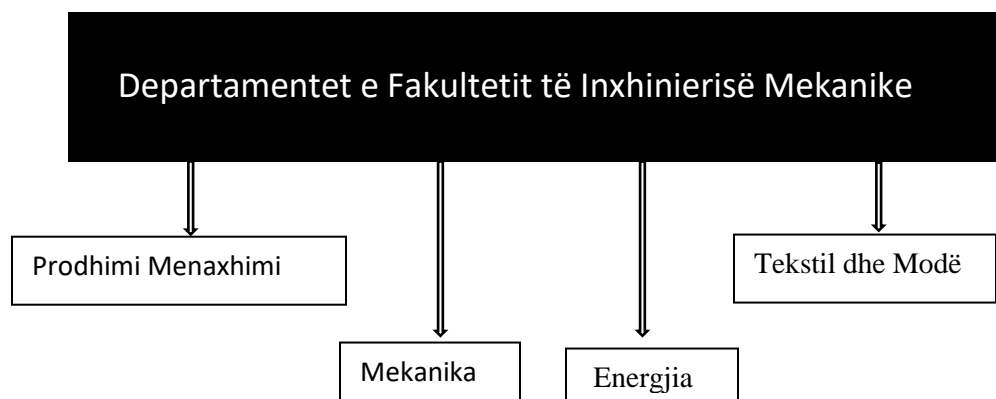 Departamentet e Fakultetit të Inxhinierisë Mekanike
Prodhimi Menaxhimi
Tekstil dhe Modë
Mekanika
Energjia